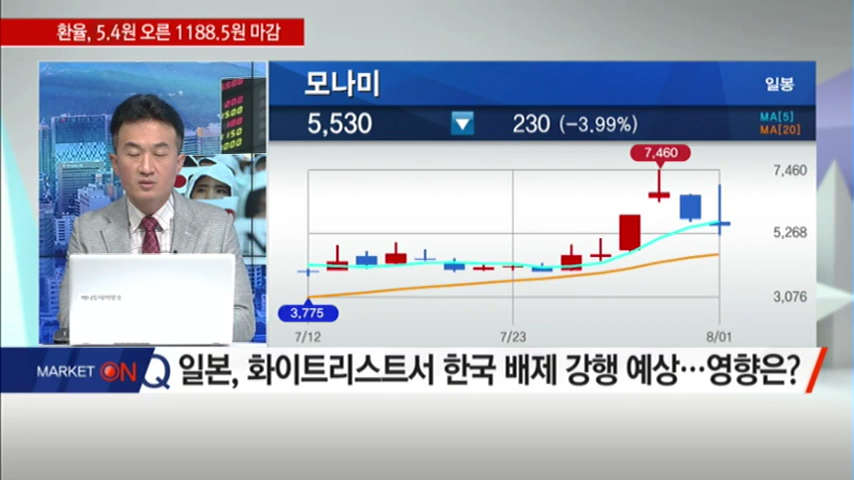 환율, 5.4원 오른 1188.5원 마감
모나미
일봉
5,530 ▼ 230 (-3.99%)
MA[5]
MA[20]
7,460
7,460
5,268
3,076
3,775
7/12
7/23
8/01
MARKET ON
Q 일본, 화이트리스트서 한국 배제 강행 예상…영향은?